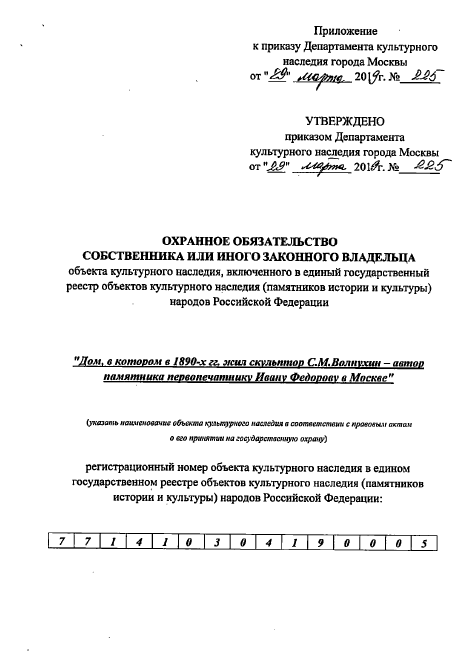 Приложение
к приказу Департамента культурного
наследия города Москвы
от "29" марта 2019г. № 225
УТВЕРЖДЕНО
приказом Департамента
культурного наследия города Москвы
от "29" марта 2019г. № 225
ОХРАННОЕ ОБЯЗАТЕЛЬСТВО
СОБСТВЕННИКА ИЛИ ИНОГО ЗАКОННОГО ВЛАДЕЛЬЦА
объекта культурного наследия, включенного в единый государственный
реестр объектов культурного наследия (памятников истории и культуры)
народов Российской Федерации
"Дом, в котором в 1890-х гг. жил скульптор С.М.Волнухин – автор
памятника первопечатнику Ивану Федорову в Москве"
(указать наименование объекта культурного наследия в соответствии с правовым актом
о его принятии на государственную охрану)
регистрационный номер объекта культурного наследия в едином
государственном реестре объектов культурного наследия (памятников
истории и культуры) народов Российской Федерации:
7 7 1 4 1 0 3 0 4 1 9 0 0 0 5